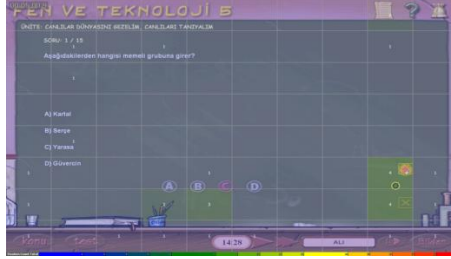 FEN VE TEKNOLOJİ 5
ÜNİTE: CANLILAR DÜNYASINI GEZELİM, CANLILARI TANIYALIM
SORU: 1 / 15
Aşağıdakilerden hangisi memeli grubuna girer?
A) Kartal
B) Serçe
C) Yarasa
D) Güvercin
A B C D
14:28
ALİ